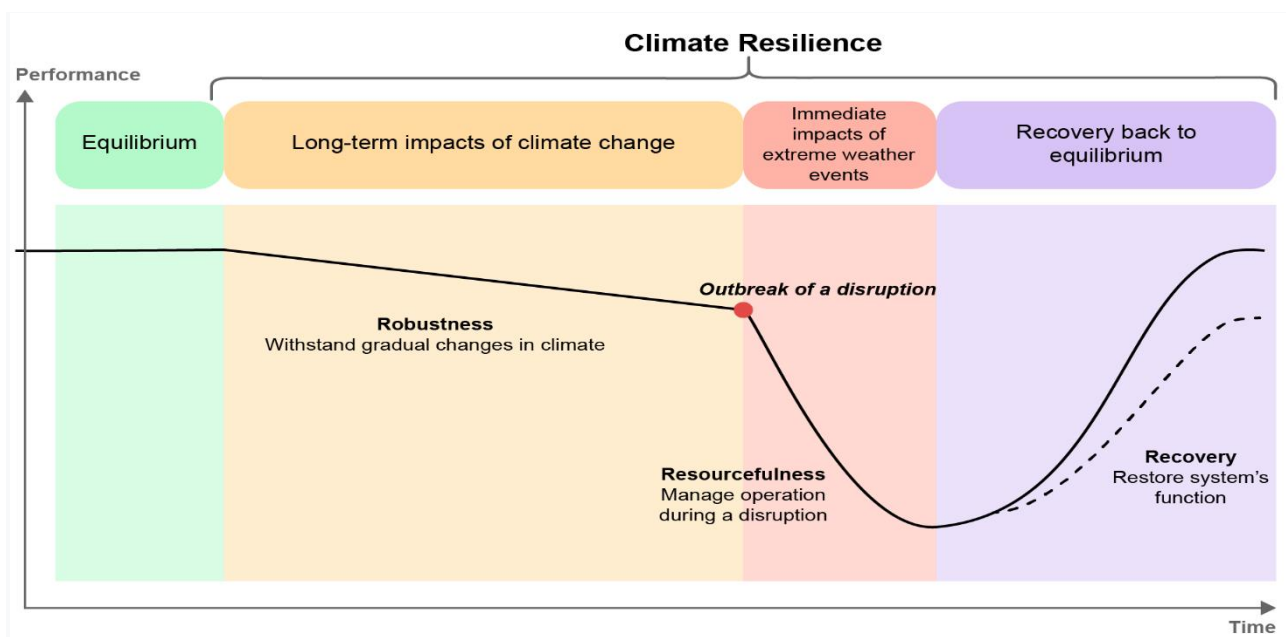 Climate Resilience
Performance
Equilibrium
Long-term impacts of climate change
Immediate
impacts of
extreme weather
events
Recovery back to
equilibrium
Outbreak of a disruption
Robustness
Withstand gradual changes in climate
Resourcefulness
Manage operation
during a disruption
Recovery
Restore system's
function
Time